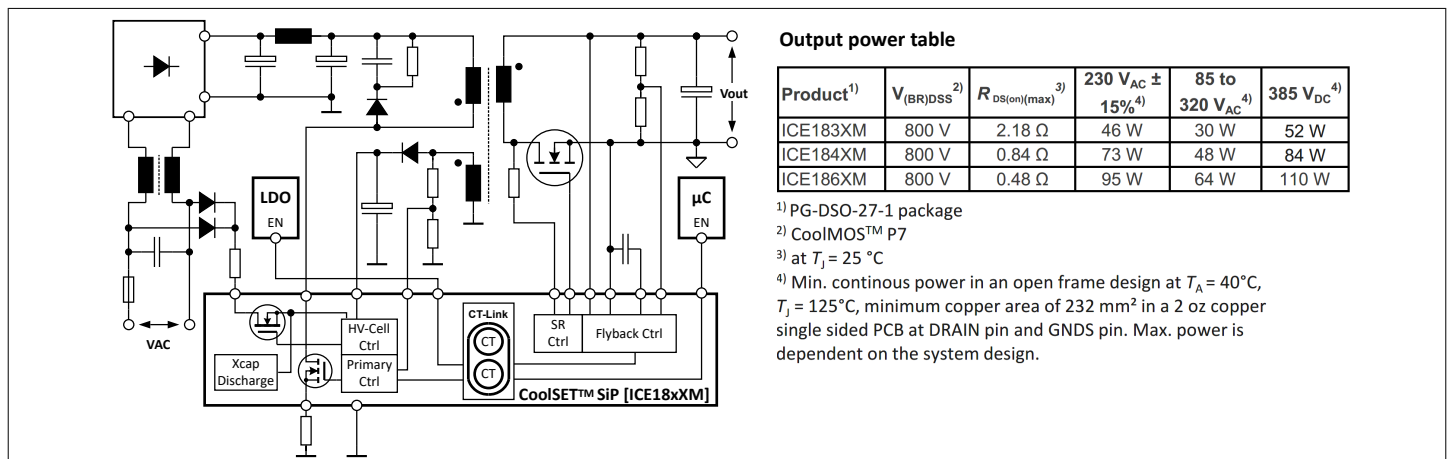 Vout
LDO
EN
µC
EN
VAC
HV-Cell
Ctrl
Xcap
Discharge
Primary
Ctrl
CT-Link
CT
CT
SR
Ctrl
Flyback Ctrl
CoolSET™ SiP [ICE18xXM]
Output power table
Product1) V(BR)DSS2) R DS(on)(max)3) 230 VAC ± 15%4) 85 to 320 VAC4) 385 VDC4)
ICE183XM 800 V 2.18 Ω 46 W 30 W 52 W
ICE184XM 800 V 0.84 Ω 73 W 48 W 84 W
ICE186XM 800 V 0.48 Ω 95 W 64 W 110 W
1) PG-DSO-27-1 package
2) CoolMOS™ P7
3) at TJ = 25 °C
4) Min. continous power in an open frame design at TA = 40°C,
TJ = 125°C, minimum copper area of 232 mm² in a 2 oz copper
single sided PCB at DRAIN pin and GNDS pin. Max. power is
dependent on the system design.